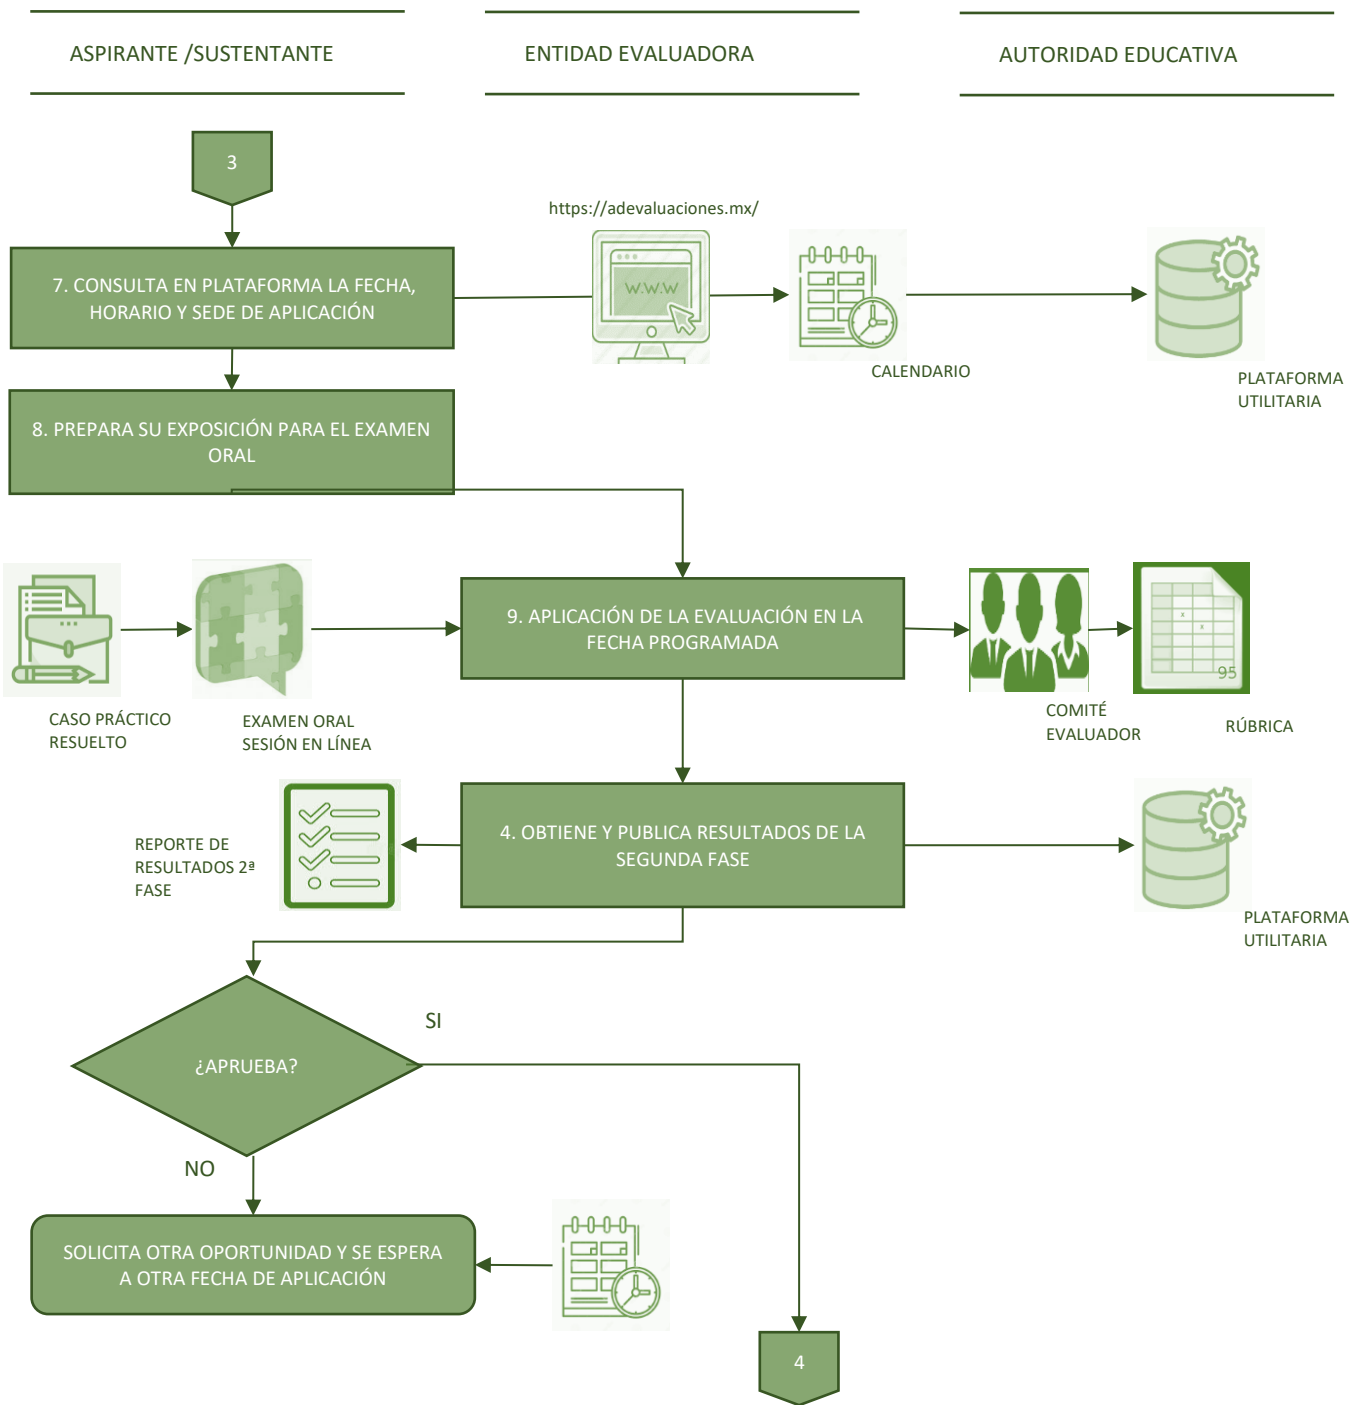 ASPIRANTE /SUSTENTANTE
ENTIDAD EVALUADORA
AUTORIDAD EDUCATIVA
3
https://adevaluaciones.mx/
7. CONSULTA EN PLATAFORMA LA FECHA,
HORARIO Y SEDE DE APLICACIÓN
W.W.W
CALENDARIO
PLATAFORMA
UTILITARIA
8. PREPARA SU EXPOSICIÓN PARA EL EXAMEN
ORAL
9. APLICACIÓN DE LA EVALUACIÓN EN LA
FECHA PROGRAMADA
x
x
95
CASO PRÁCTICO
RESUELTO
EXAMEN ORAL
SESIÓN EN LÍNEA
COMITÉ
EVALUADOR
RÚBRICA
REPORTE DE
RESULTADOS 2ª
FASE
4. OBTIENE Y PUBLICA RESULTADOS DE LA
SEGUNDA FASE
PLATAFORMA
UTILITARIA
¿APRUEBA?
SI
NO
SOLICITA OTRA OPORTUNIDAD Y SE ESPERA
A OTRA FECHA DE APLICACIÓN
4